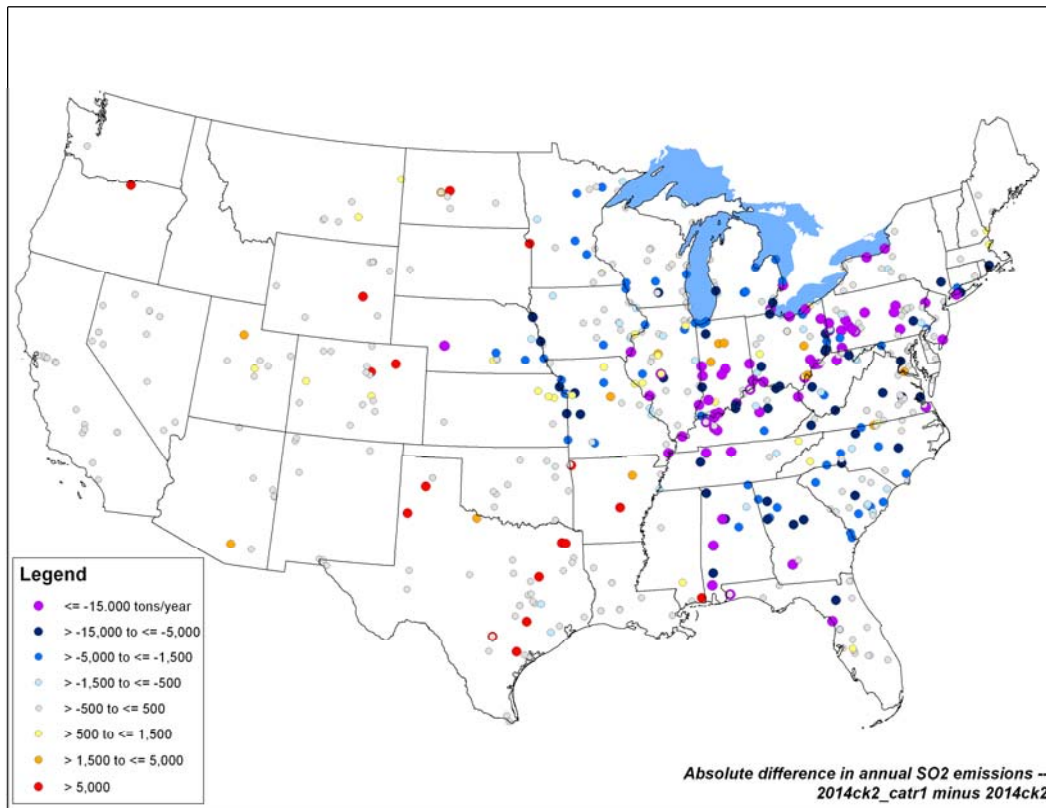 Legend
<= -15.000 tons/year
> -15,000 to <= -5,000
> -5,000 to <= -1,500
> -1,500 to <= -500
> -500 to <= 500
> 500 to <= 1,500
> 1,500 to <= 5,000
> 5,000
Absolute difference in annual SO2 emissions --
2014ck2_catr1 minus 2014ck2